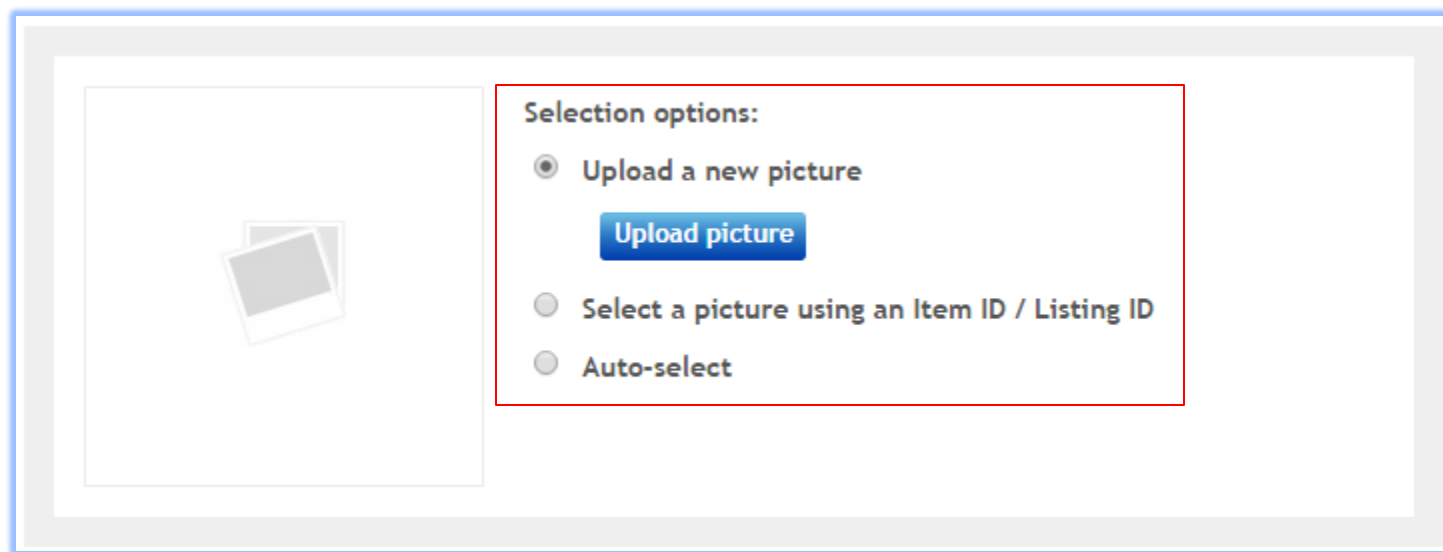 Selection options:
Upload a new picture
Upload picture
Select a picture using an Item ID / Listing ID
Auto-select